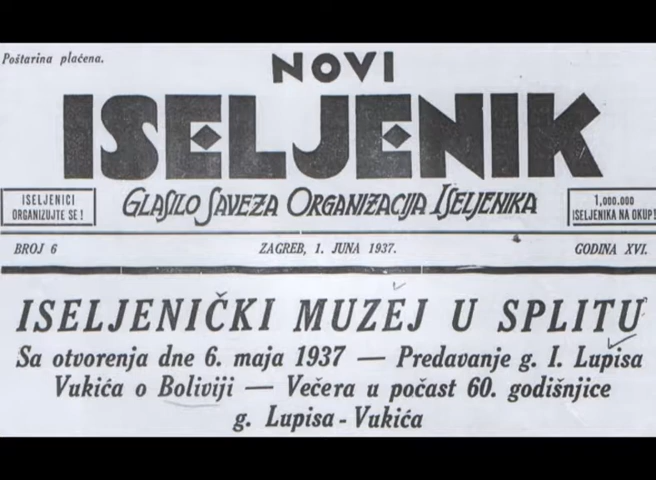 Poštarina plaćena.
NOVI
ISELJENIK
ISELJENICI
ORGANIZUJTE SE!
GLASILO SAVEZA ORGANIZACIJA ISELJENIKA
1,000.000
ISELJENIKA NA OKUP!
BROJ 6
ZAGREB, 1. JUNA 1937.
GODINA XVI.
ISELJENIČKI MUZEJ U SPLITU
Sa otvorenja dne 6. maja 1937 — Predavanje g. I. Lupisa
Vukića o Boliviji — Večera u počast 60. godišnjice
g. Lupisa - Vukića